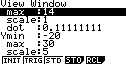 View Window
max :14
scale:1
dot :0.11111111
Ymin :-20
max :30
scale:5
INIT TRIG STD STO RCL